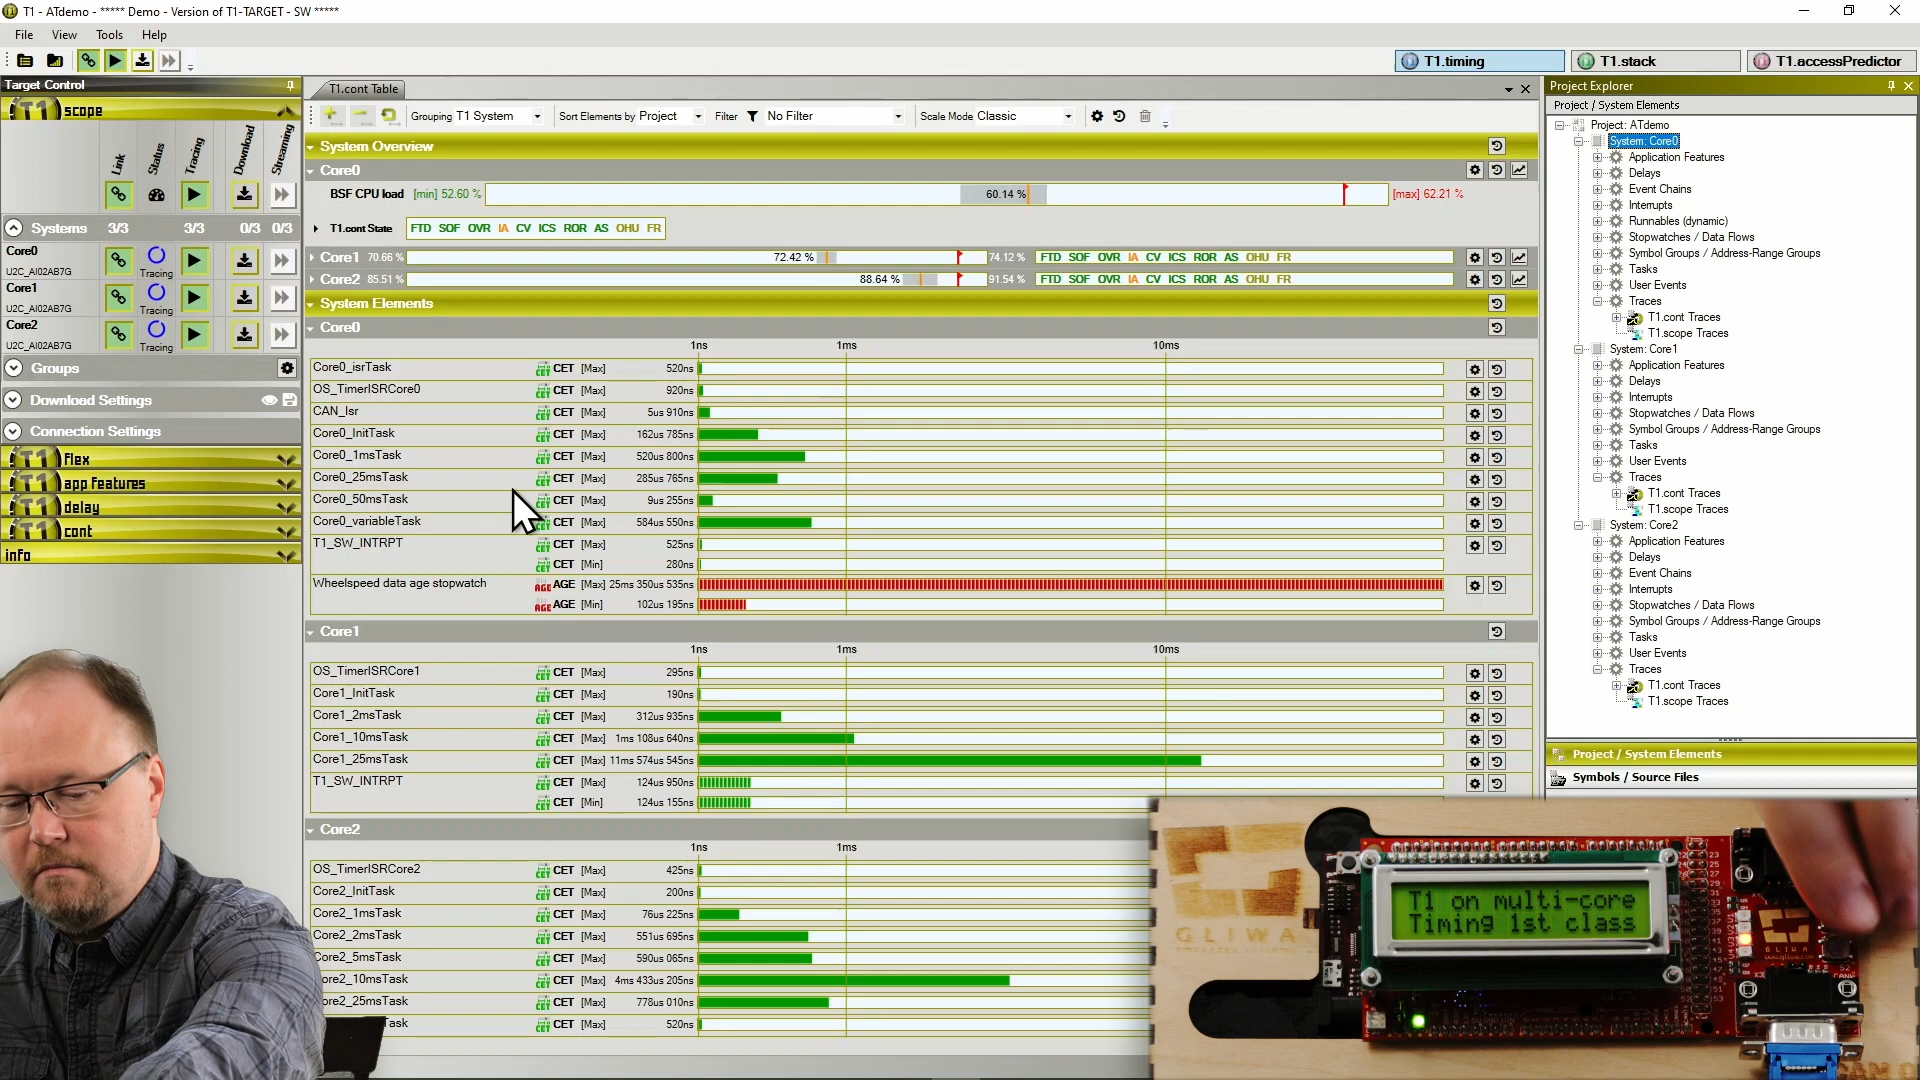 T1 - ATdemo - ***** Demo - Version of T1-TARGET - SW *****
File View Tools Help
T1.timing T1.stack T1.accessPredictor
Target Control
T1 scope
Link Status Tracing Download Streaming
Systems 3/3 3/3 0/3 0/3
Core0
U2C_AI02AB7G Tracing
Core1
U2C_AI02AB7G Tracing
Core2
U2C_AI02AB7G Tracing
Groups
Download Settings
Connection Settings
T1 flex
T1 app features
T1 delay
T1 cont
info
T1.cont Table
Grouping T1 System Sort Elements by Project Filter No Filter Scale Mode Classic
System Overview
Core0
BSF CPU load [min] 52.60 % 60.14 % [max] 62.21 %
T1.cont State FTD SOF OVR IA CV ICS ROR AS OHU FR
Core1 70.66 % 72.42 % 74.12 % FTD SOF OVR IA CV ICS ROR AS OHU FR
Core2 85.51 % 88.64 % 91.54 % FTD SOF OVR IA CV ICS ROR AS OHU FR
System Elements
Core0
1ns 1ms 10ms
Core0_isrTask CET [Max] 520ns
OS_TimerISRCore0 CET [Max] 920ns
CAN_Isr CET [Max] 5us 910ns
Core0_InitTask CET [Max] 162us 785ns
Core0_1msTask CET [Max] 520us 800ns
Core0_25msTask CET [Max] 285us 765ns
Core0_50msTask CET [Max] 9us 255ns
Core0_variableTask CET [Max] 584us 550ns
T1_SW_INTRPT CET [Max] 525ns
CET [Min] 280ns
Wheelspeed data age stopwatch AGE [Max] 25ms 350us 535ns
AGE [Min] 102us 195ns
Core1
1ns 1ms 10ms
OS_TimerISRCore1 CET [Max] 295ns
Core1_InitTask CET [Max] 190ns
Core1_2msTask CET [Max] 312us 935ns
Core1_10msTask CET [Max] 1ms 108us 640ns
Core1_25msTask CET [Max] 11ms 574us 545ns
T1_SW_INTRPT CET [Max] 124us 950ns
CET [Min] 124us 155ns
Core2
1ns 1ms
OS_TimerISRCore2 CET [Max] 425ns
Core2_InitTask CET [Max] 200ns
Core2_1msTask CET [Max] 76us 225ns
Core2_2msTask CET [Max] 551us 695ns
Core2_5msTask CET [Max] 590us 065ns
ore2_10msTask CET [Max] 4ms 433us 205ns
ore2_25msTask CET [Max] 778us 010ns
Task CET [Max] 520ns
Project Explorer
Project / System Elements
Project: ATdemo
System: Core0
Application Features
Delays
Event Chains
Interrupts
Runnables (dynamic)
Stopwatches / Data Flows
Symbol Groups / Address-Range Groups
Tasks
User Events
Traces
T1.cont Traces
T1.scope Traces
System: Core1
Application Features
Delays
Interrupts
Stopwatches / Data Flows
Symbol Groups / Address-Range Groups
Tasks
User Events
Traces
T1.cont Traces
T1.scope Traces
System: Core2
Application Features
Delays
Event Chains
Interrupts
Stopwatches / Data Flows
Symbol Groups / Address-Range Groups
Tasks
User Events
Traces
T1.cont Traces
T1.scope Traces
Project / System Elements
Symbols / Source Files
GLIWA
T1 on multi-core
Timing 1st class
GLIWA